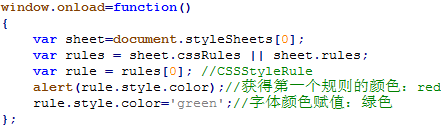 window.onload=function()
{
    var sheet=document.styleSheets[0];
    var rules = sheet.cssRules || sheet.rules;
    var rule = rules[0]; //CSSStyleRule
    alert(rule.style.color);//获得第一个规则的颜色：red
    rule.style.color='green';//字体颜色赋值：绿色
};